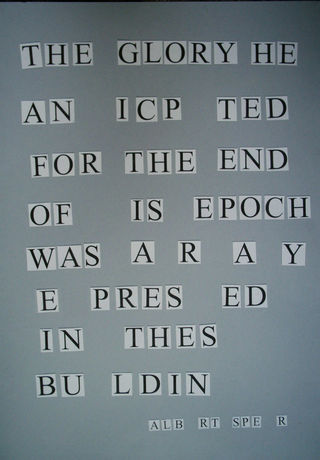 THE GLORY HE
AN ICP TED
FOR THE END
OF IS EPOCH
WAS A R A Y
E PRES ED
IN THES
BU LDIN
ALB RT SPE R